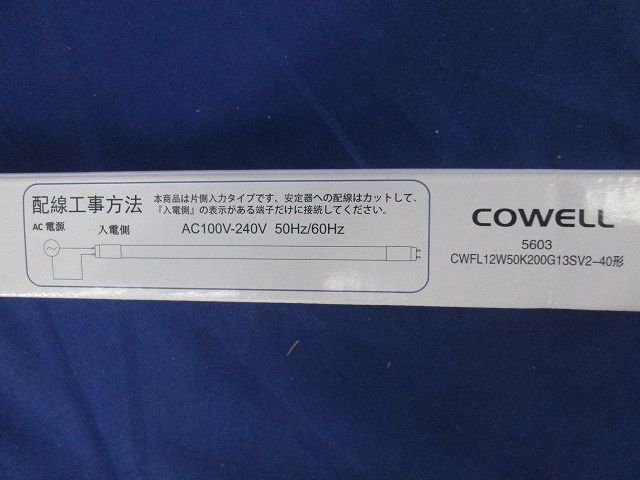 配線工事方法
本商品は片側入力タイプです。安定器への配線はカットして、
『入電側』の表示がある端子だけに接続してください。
AC 電源
入電側
AC100V-240V 50Hz/60Hz
COWELL
5603
CWFL12W50K200G13SV2-40形